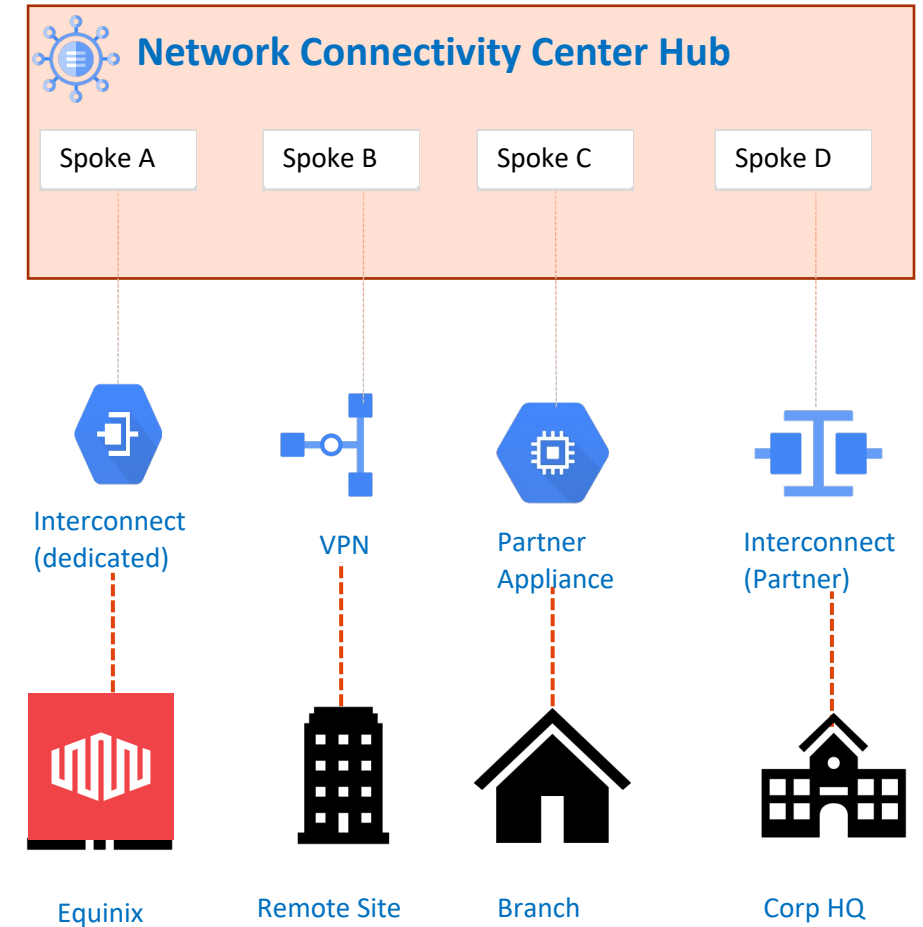 Network Connectivity Center Hub
Spoke A
Spoke B
Spoke C
Spoke D
Interconnect
(dedicated)
VPN
Partner
Appliance
Interconnect
(Partner)
Equinix
Remote Site
Branch
Corp HQ